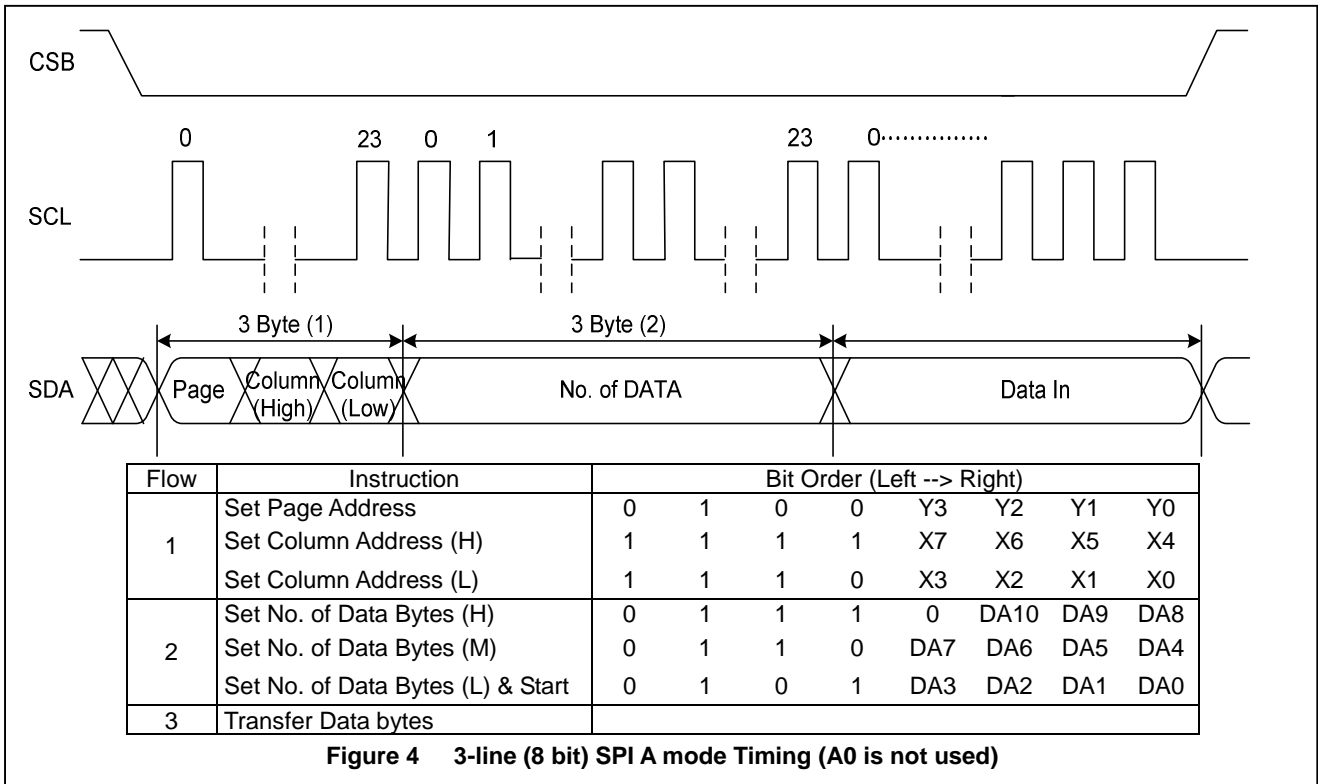 CSB
0 23 0 1 23 0..............
SCL
3 Byte (1) 3 Byte (2)
SDA Page Column (High) Column (Low) No. of DATA Data In
Flow Instruction Bit Order (Left --> Right)
Set Page Address 0 1 0 0 Y3 Y2 Y1 Y0
1 Set Column Address (H) 1 1 1 1 X7 X6 X5 X4
Set Column Address (L) 1 1 1 0 X3 X2 X1 X0
Set No. of Data Bytes (H) 0 1 1 1 0 DA10 DA9 DA8
2 Set No. of Data Bytes (M) 0 1 1 0 DA7 DA6 DA5 DA4
Set No. of Data Bytes (L) & Start 0 1 0 1 DA3 DA2 DA1 DA0
3 Transfer Data bytes
Figure 4 3-line (8 bit) SPI A mode Timing (A0 is not used)